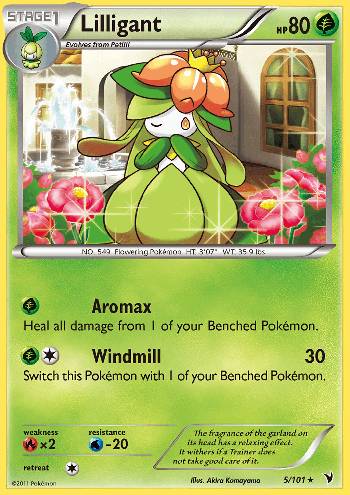 STAGE1 Lilligant HP80
Evolves from Petilil
NO. 549 Flowering Pokémon HT. 3'07" WT. 35.9 lbs.
Aromax
Heal all damage from 1 of your Benched Pokémon.
Windmill 30
Switch this Pokémon with 1 of your Benched Pokémon.
weakness resistance
×2 -20
retreat
The fragrance of the garland on
its head has a relaxing effect.
It withers if a Trainer does
not take good care of it.
Illus. Akira Komayama
©2011 Pokémon 5/101 ★